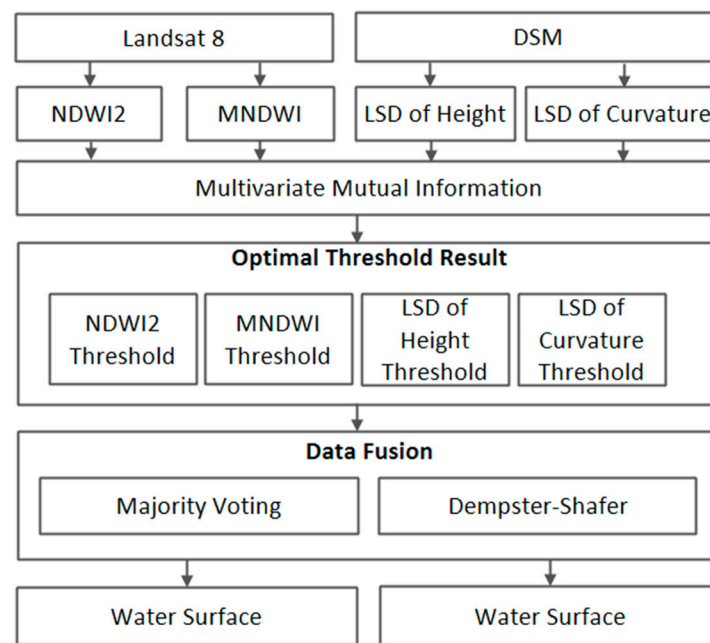 Landsat 8
DSM
NDWI2
MNDWI
LSD of Height
LSD of Curvature
Multivariate Mutual Information
Optimal Threshold Result
NDWI2
Threshold
MNDWI
Threshold
LSD of
Height
Threshold
LSD of
Curvature
Threshold
Data Fusion
Majority Voting
Dempster-Shafer
Water Surface
Water Surface